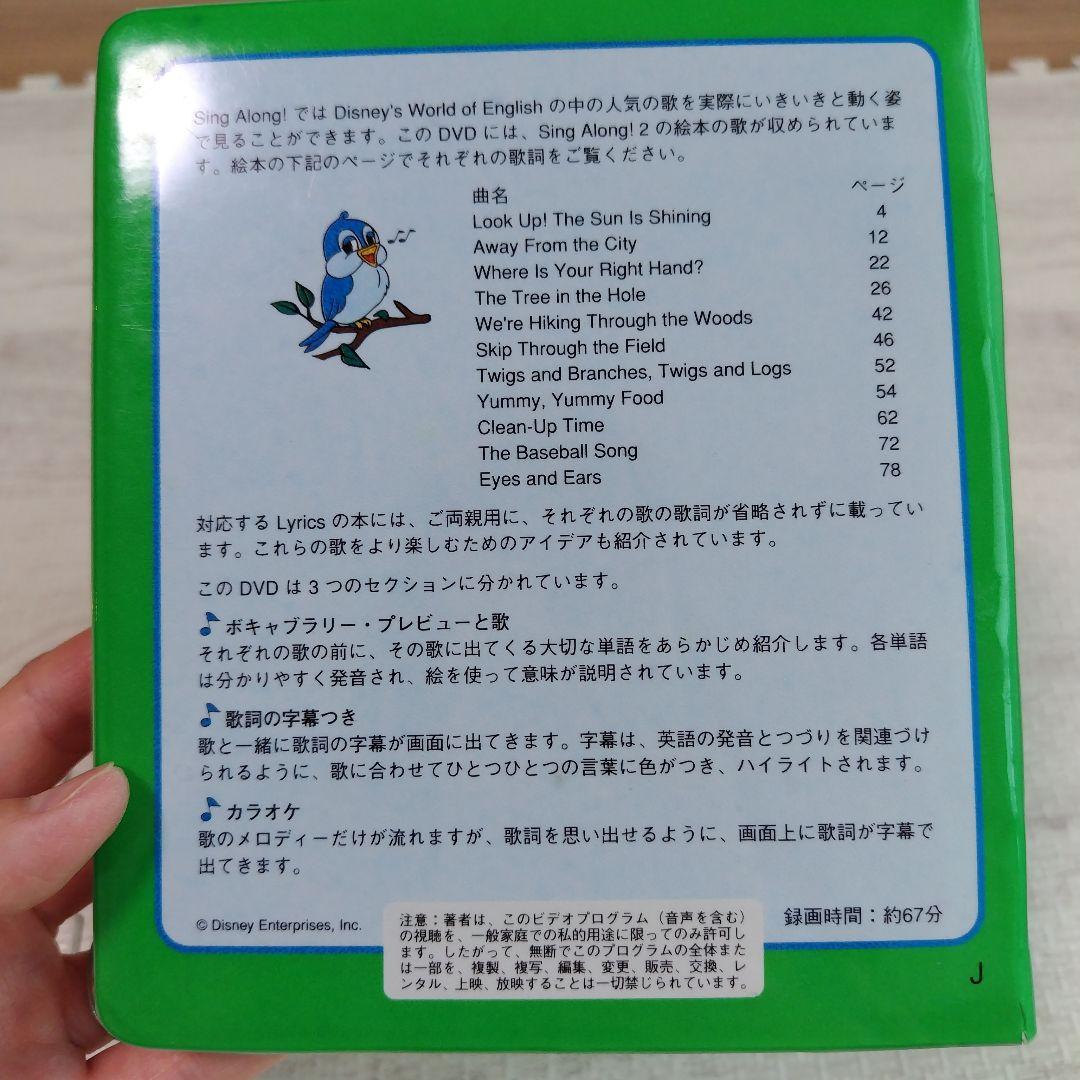 Sing Along! では Disney's World of English の中の人気の歌を実際にいきいきと動く姿
で見ることができます。この DVD には、Sing Along! 2 の絵本の歌が収められていま
す。絵本の下記のページでそれぞれの歌詞をご覧ください。
曲名 ページ
Look Up! The Sun Is Shining 4
Away From the City 12
Where Is Your Right Hand? 22
The Tree in the Hole 26
We're Hiking Through the Woods 42
Skip Through the Field 46
Twigs and Branches, Twigs and Logs 52
Yummy, Yummy Food 54
Clean-Up Time 62
The Baseball Song 72
Eyes and Ears 78
対応する Lyrics の本には、ご両親用に、それぞれの歌の歌詞が省略されずに載ってい
ます。これらの歌をより楽しむためのアイデアも紹介されています。
この DVD は 3 つのセクションに分かれています。
ボキャブラリー・プレビューと歌
それぞれの歌の前に、その歌に出てくる大切な単語をあらかじめ紹介します。各単語
は分かりやすく発音され、絵を使って意味が説明されています。
歌詞の字幕つき
歌と一緒に歌詞の字幕が画面に出てきます。字幕は、英語の発音とつづりを関連づけ
られるように、歌に合わせてひとつひとつの言葉に色がつき、ハイライトされます。
カラオケ
歌のメロディーだけが流れますが、歌詞を思い出せるように、画面上に歌詞が字幕で
出てきます。
© Disney Enterprises, Inc.
注意：著者は、このビデオプログラム（音声を含む）
の視聴を、一般家庭での私的用途に限ってのみ許可し
ます。したがって、無断でこのプログラムの全体また
は一部を、複製、複写、編集、変更、販売、交換、レ
ンタル、上映、放映することは一切禁じられています。
録画時間：約67分
J